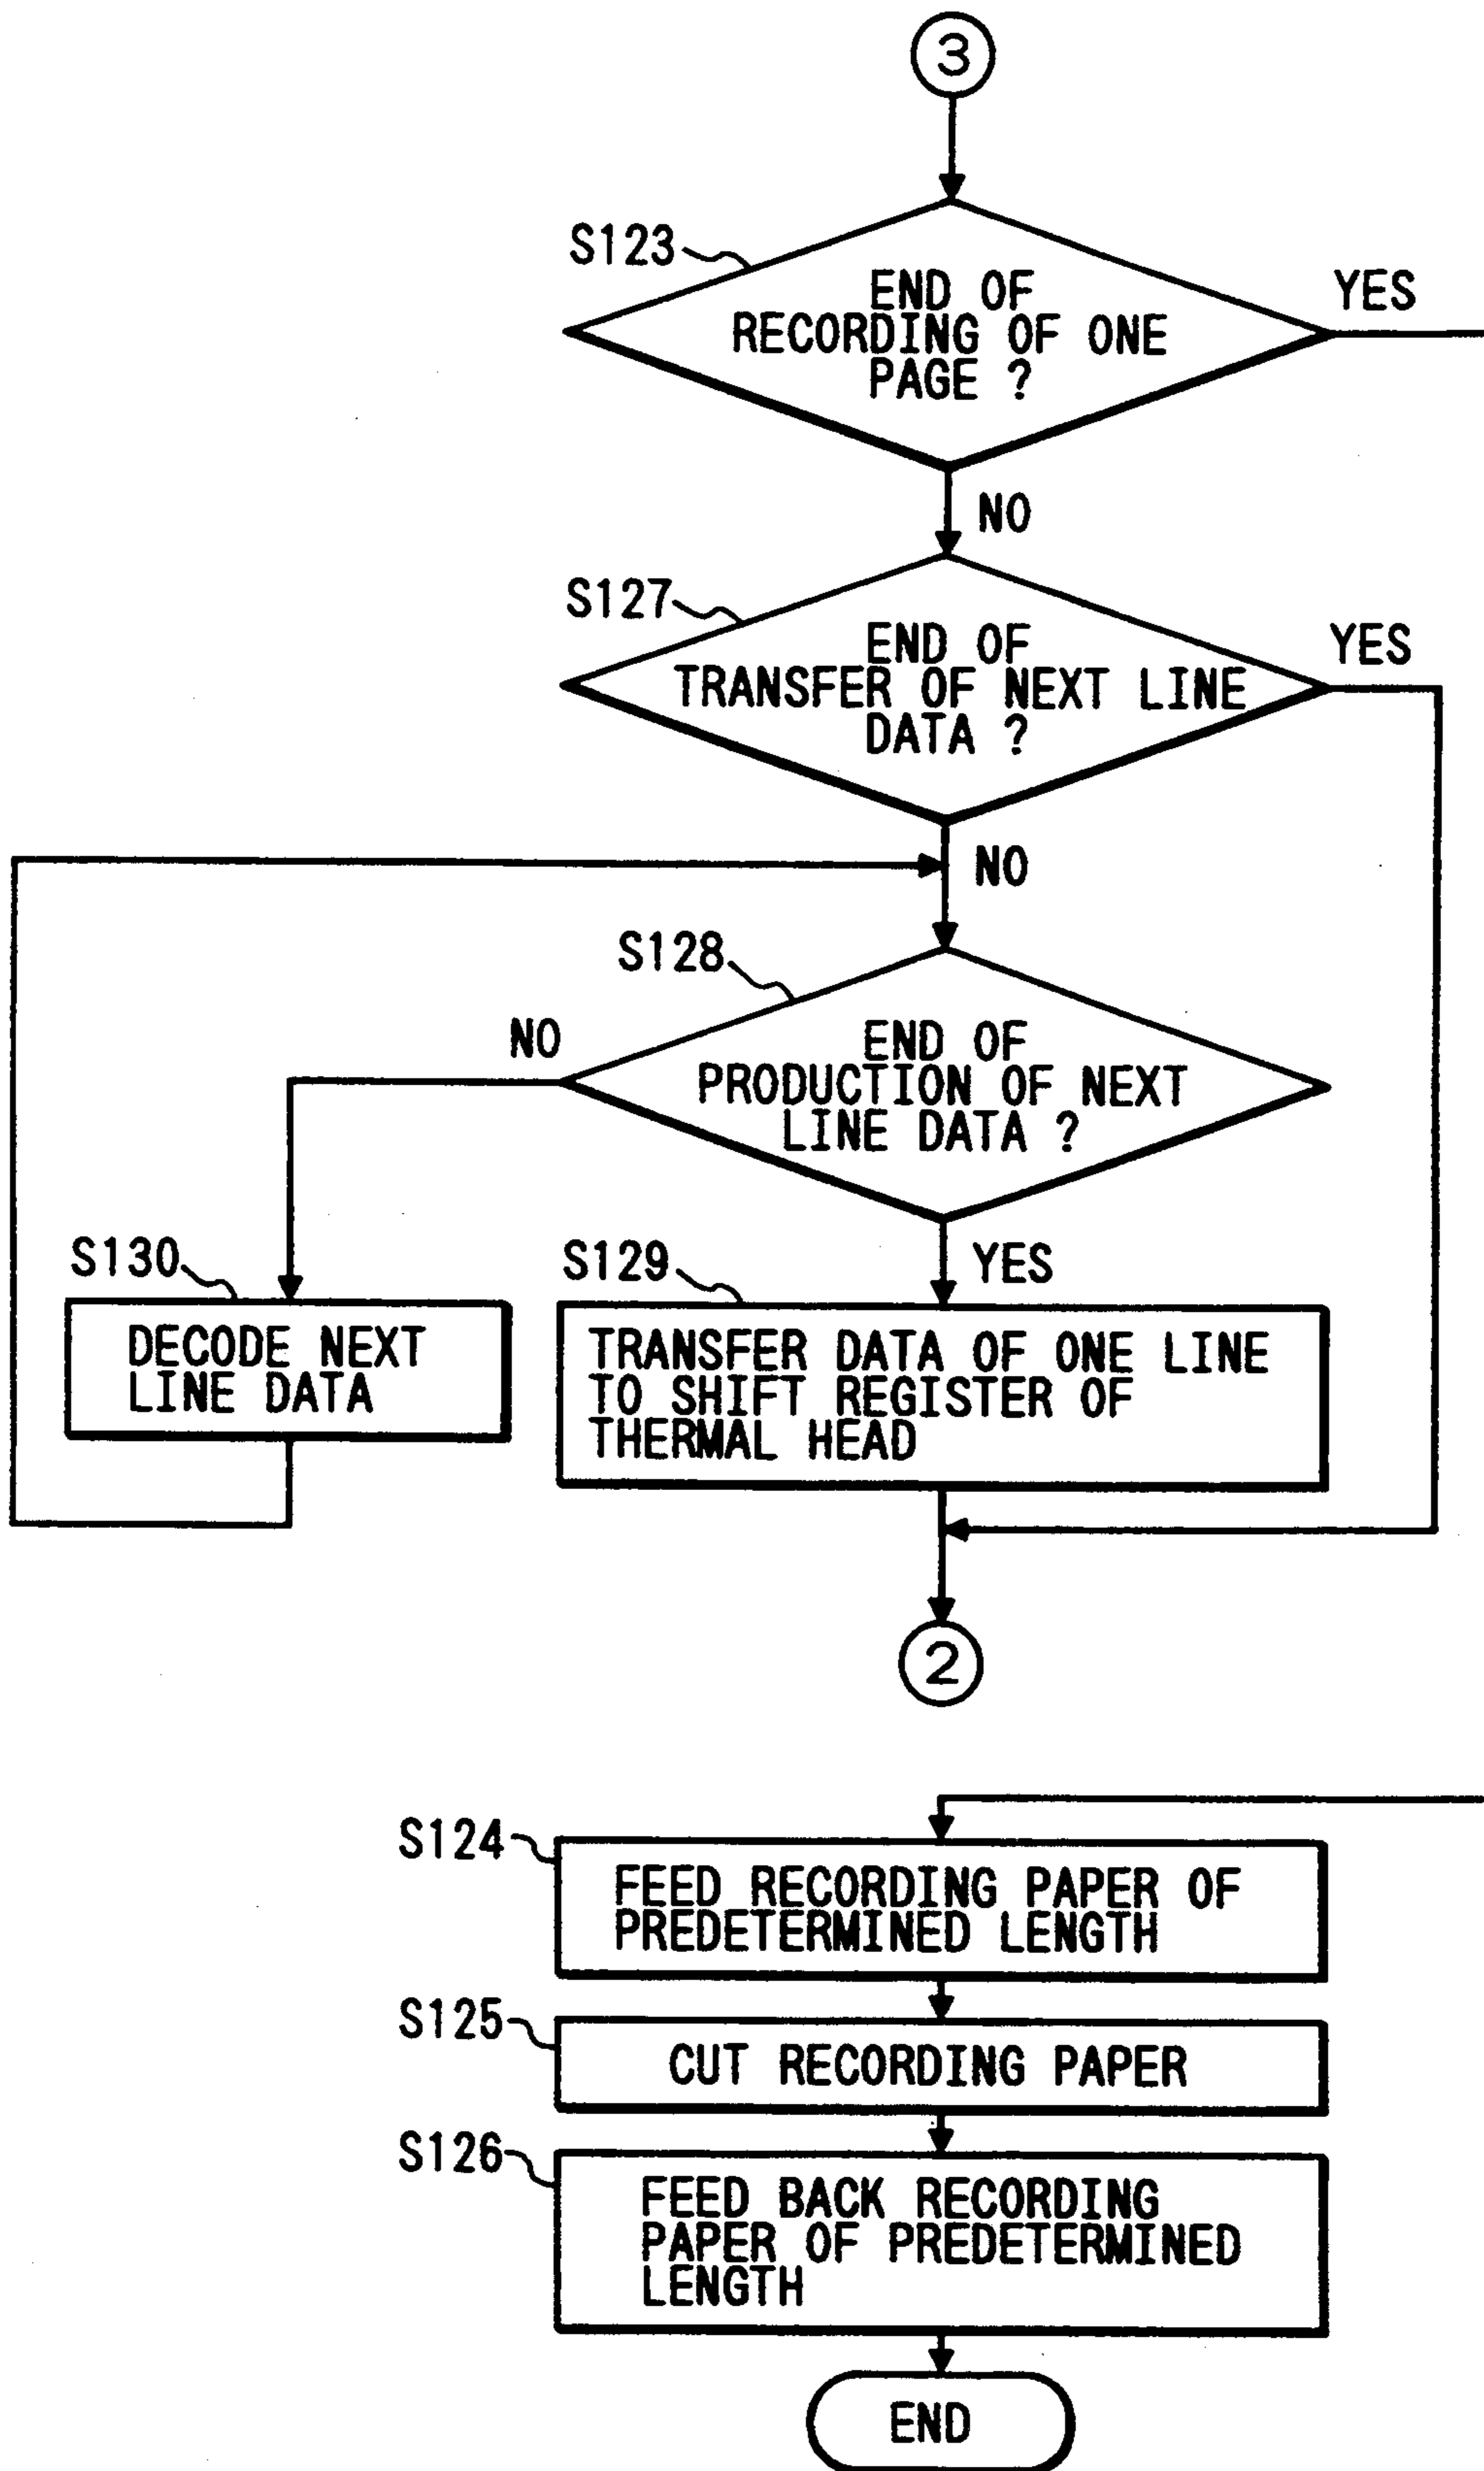 3
S123
END OF
RECORDING OF ONE
PAGE ?
YES
NO
S127
END OF
TRANSFER OF NEXT LINE
DATA ?
YES
NO
S128
END OF
PRODUCTION OF NEXT
LINE DATA ?
NO
YES
S130
DECODE NEXT
LINE DATA
S129
TRANSFER DATA OF ONE LINE
TO SHIFT REGISTER OF
THERMAL HEAD
2
S124
FEED RECORDING PAPER OF
PREDETERMINED LENGTH
S125
CUT RECORDING PAPER
S126
FEED BACK RECORDING
PAPER OF PREDETERMINED
LENGTH
END